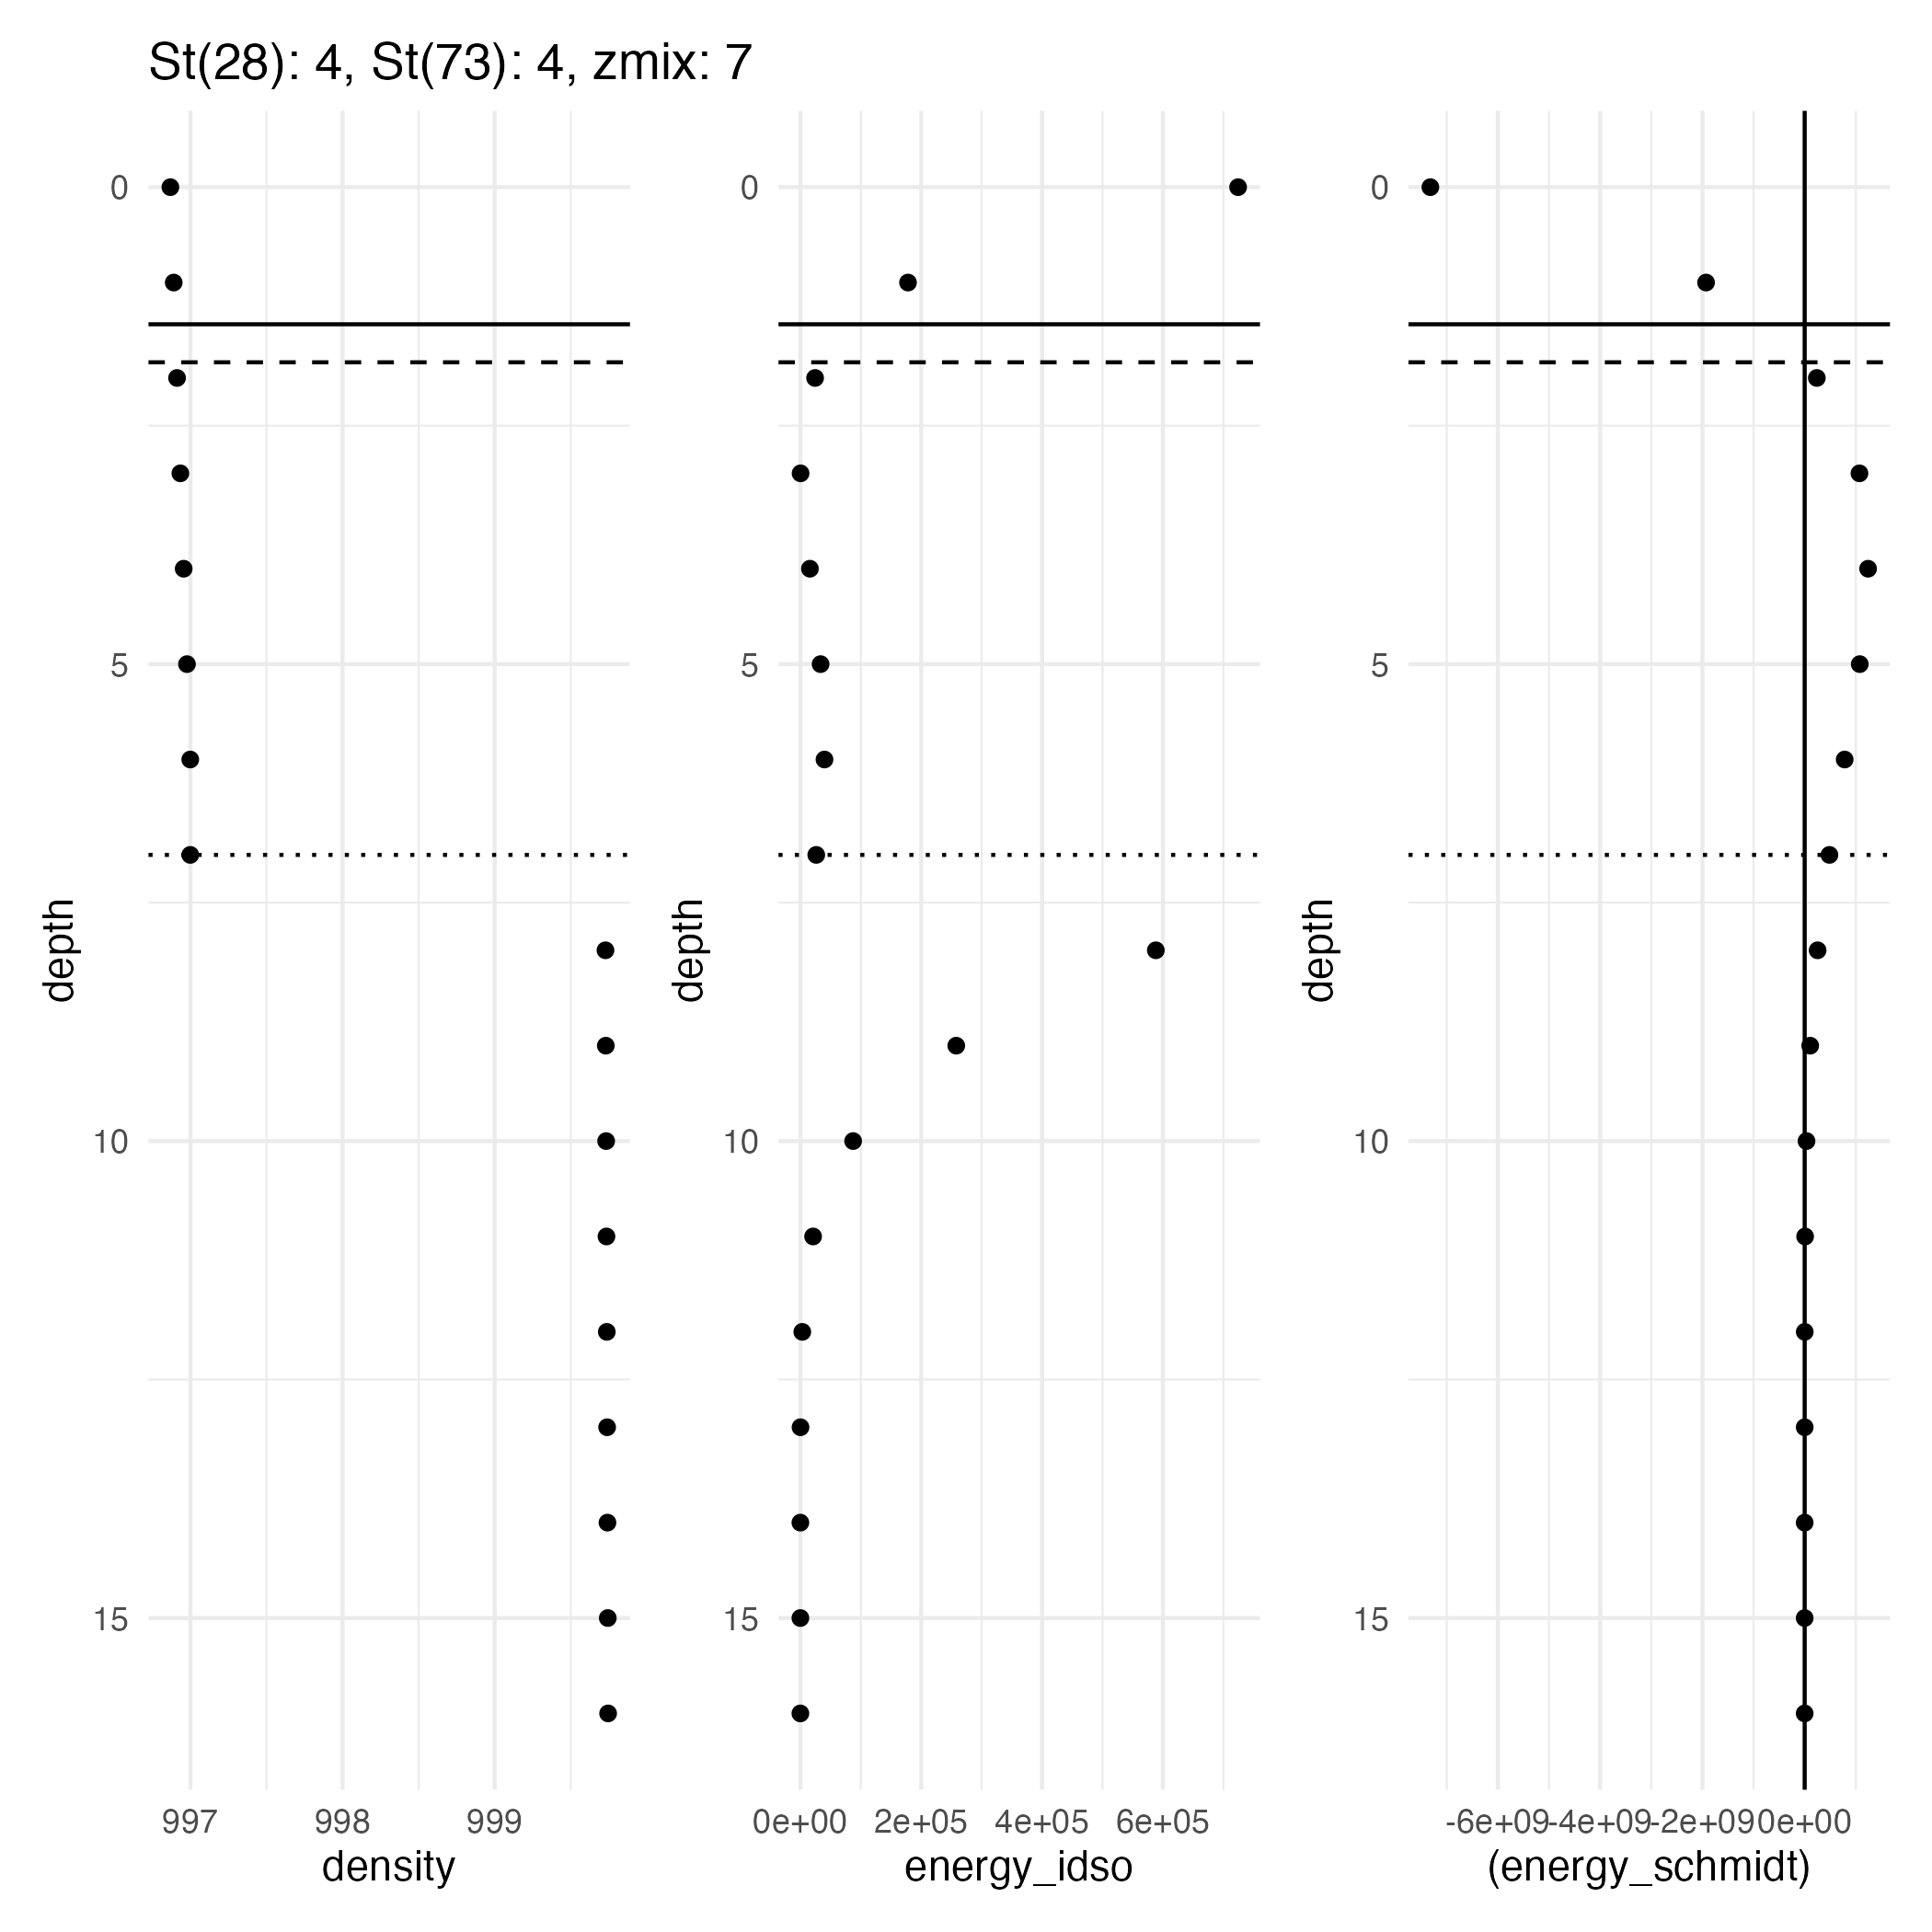 St(28): 4, St(73): 4, zmix: 7
0
5
10
15
depth
997 998 999
density
0
5
10
15
depth
0e+00 2e+05 4e+05 6e+05
energy_idso
0
5
10
15
depth
-6e+09 -4e+09 -2e+09 0e+00
(energy_schmidt)